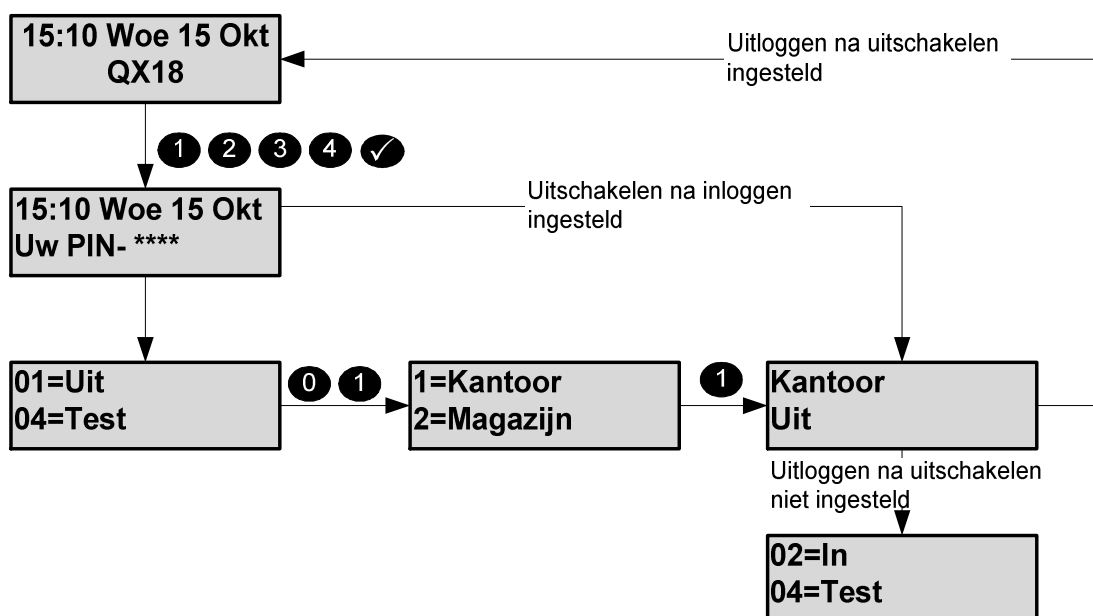 15:10 Woe 15 Okt
QX18
Uitloggen na uitschakelen
ingesteld
1 2 3 4 ✓
15:10 Woe 15 Okt
Uw PIN- ****
Uitschakelen na inloggen
ingesteld
01=Uit
04=Test
0 1
1=Kantoor
2=Magazijn
1
Kantoor
Uit
Uitloggen na uitschakelen
niet ingesteld
02=In
04=Test